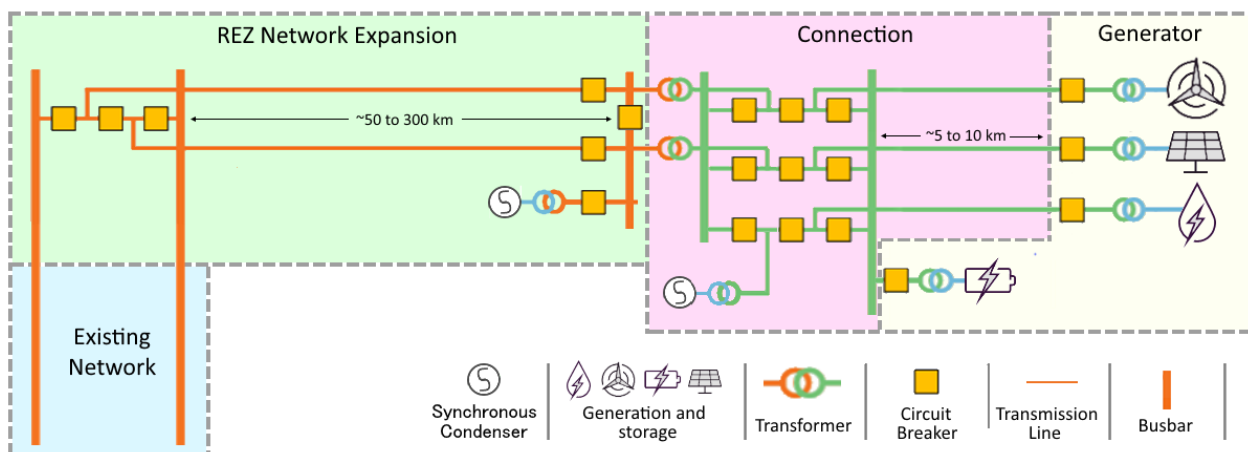 REZ Network Expansion
Connection
Generator
~50 to 300 km
~5 to 10 km
Existing
Network
Synchronous
Condenser
Generation and
storage
Transformer
Circuit
Breaker
Transmission
Line
Busbar